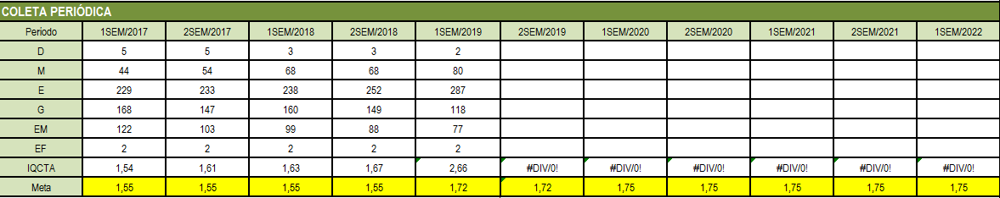 COLETA PERIÓDICA
Período 1SEM/2017 2SEM/2017 1SEM/2018 2SEM/2018 1SEM/2019 2SEM/2019 1SEM/2020 2SEM/2020 1SEM/2021 2SEM/2021 1SEM/2022
D 5 5 3 3 2
M 44 54 68 68 80
E 229 233 238 252 287
G 168 147 160 149 118
EM 122 103 99 88 77
EF 2 2 2 2 2
IQCTA 1,54 1,61 1,63 1,67 2,66 #DIV/0! #DIV/0! #DIV/0! #DIV/0! #DIV/0! #DIV/0!
Meta 1,55 1,55 1,55 1,55 1,72 1,72 1,75 1,75 1,75 1,75 1,75